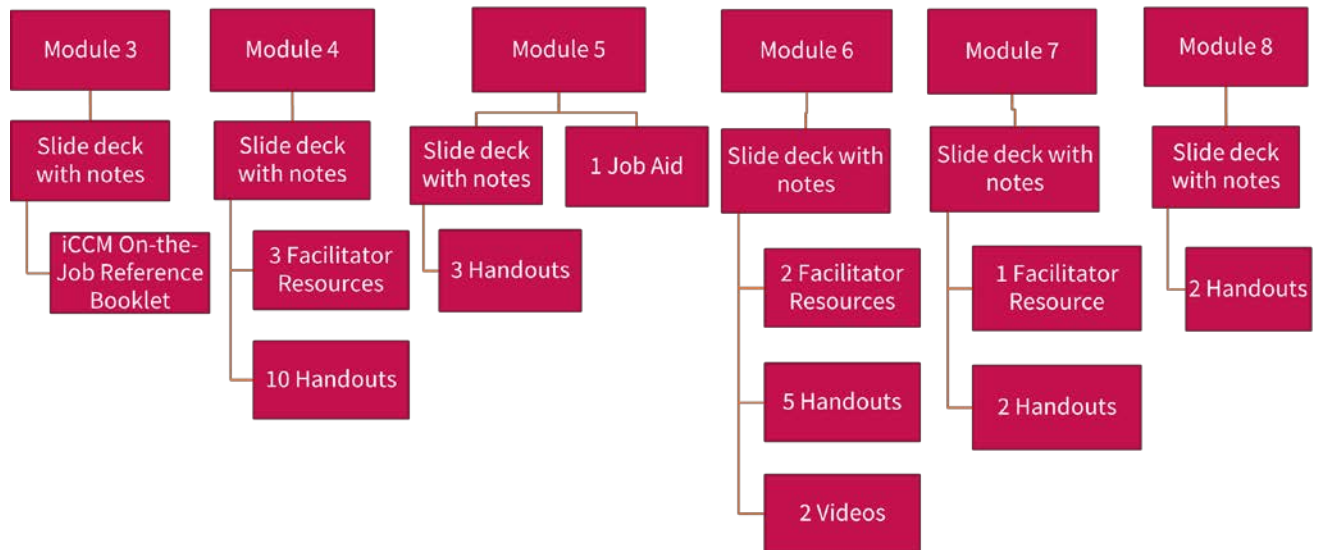 Module 3
Slide deck
with notes
iCCM On-the-
Job Reference
Booklet
Module 4
Slide deck
with notes
3 Facilitator
Resources
10 Handouts
Module 5
Slide deck
with notes
3 Handouts
1 Job Aid
Module 6
Slide deck with
notes
2 Facilitator
Resources
5 Handouts
2 Videos
Module 7
Slide deck with
notes
1 Facilitator
Resource
2 Handouts
Module 8
Slide deck
with notes
2 Handouts